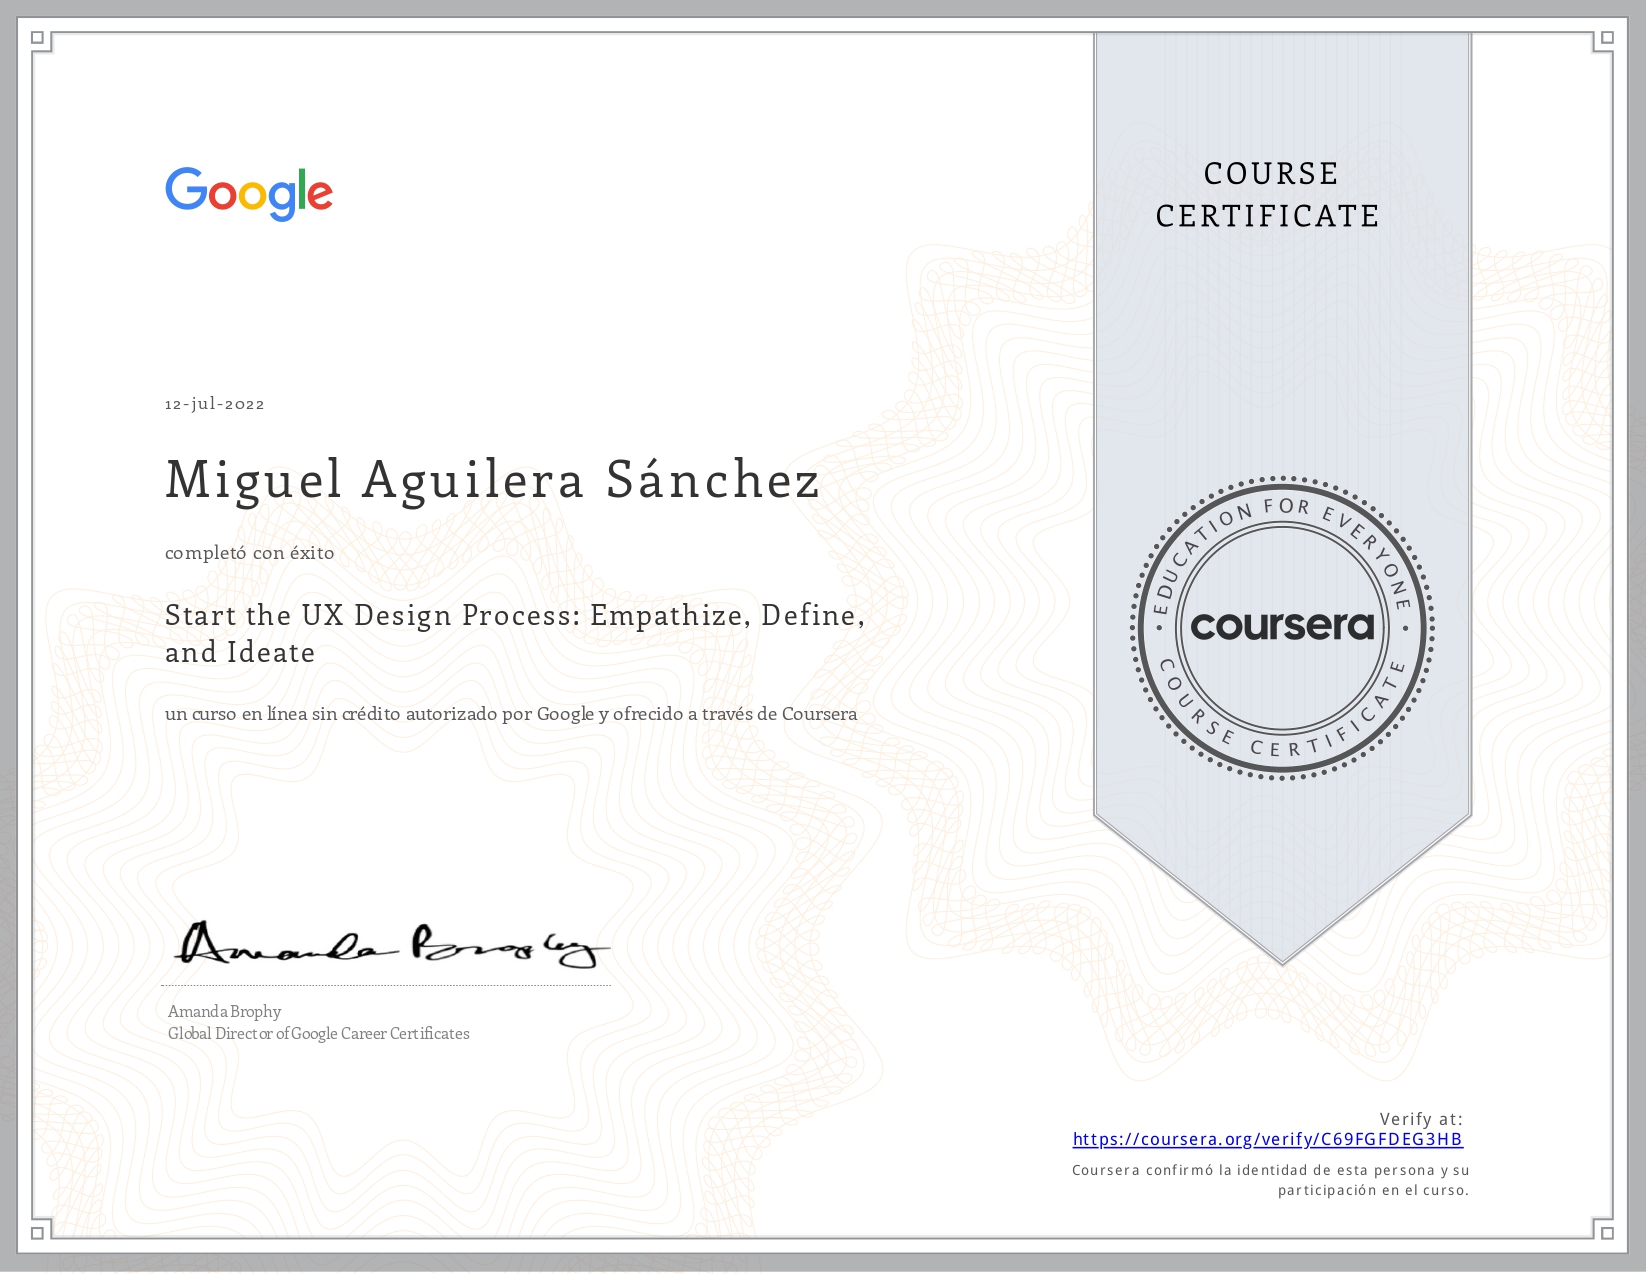 Google
COURSE
CERTIFICATE
12-jul-2022
Miguel Aguilera Sánchez
completó con éxito
Start the UX Design Process: Empathize, Define,
and Ideate
un curso en línea sin crédito autorizado por Google y ofrecido a través de Coursera
EDUCATION FOR EVERYONE
coursera
COURSE CERTIFICATE
Amanda Brophy
Amanda Brophy
Global Director of Google Career Certificates
Verify at:
https://coursera.org/verify/C69FGFDEG3HB
Coursera confirmó la identidad de esta persona y su
participación en el curso.